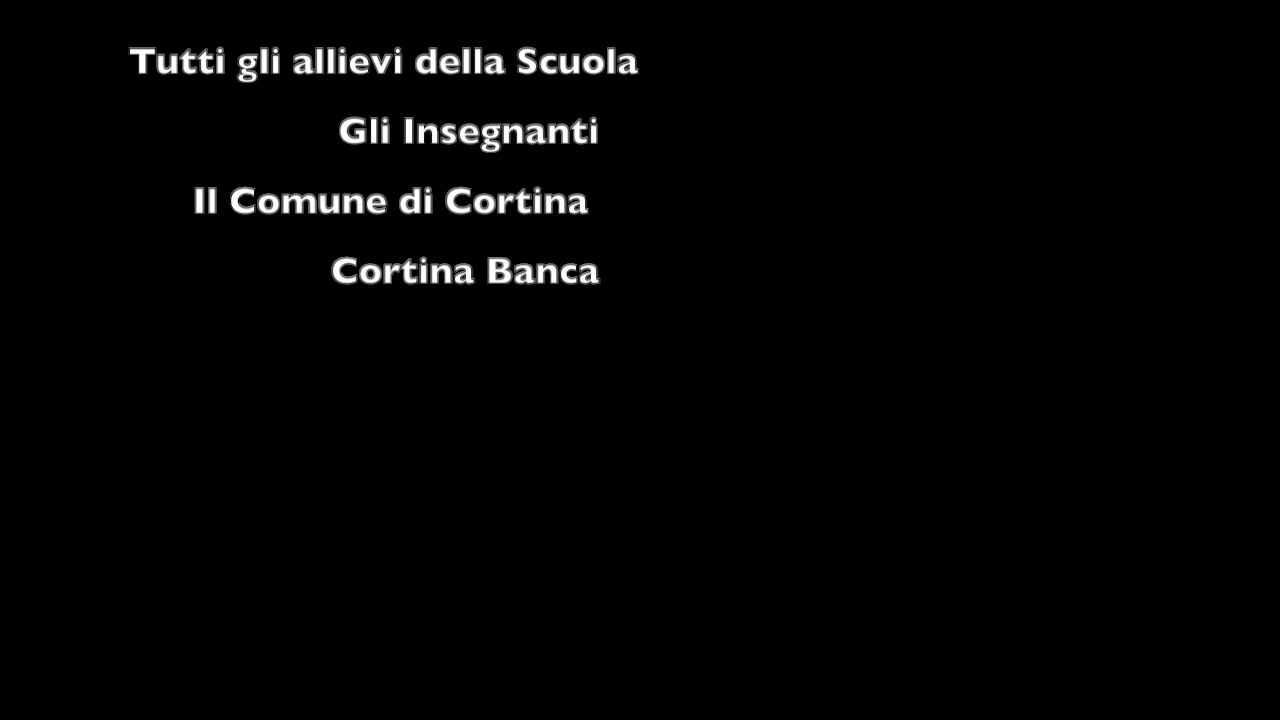 Tutti gli allievi della Scuola
Gli Insegnanti
Il Comune di Cortina
Cortina Banca